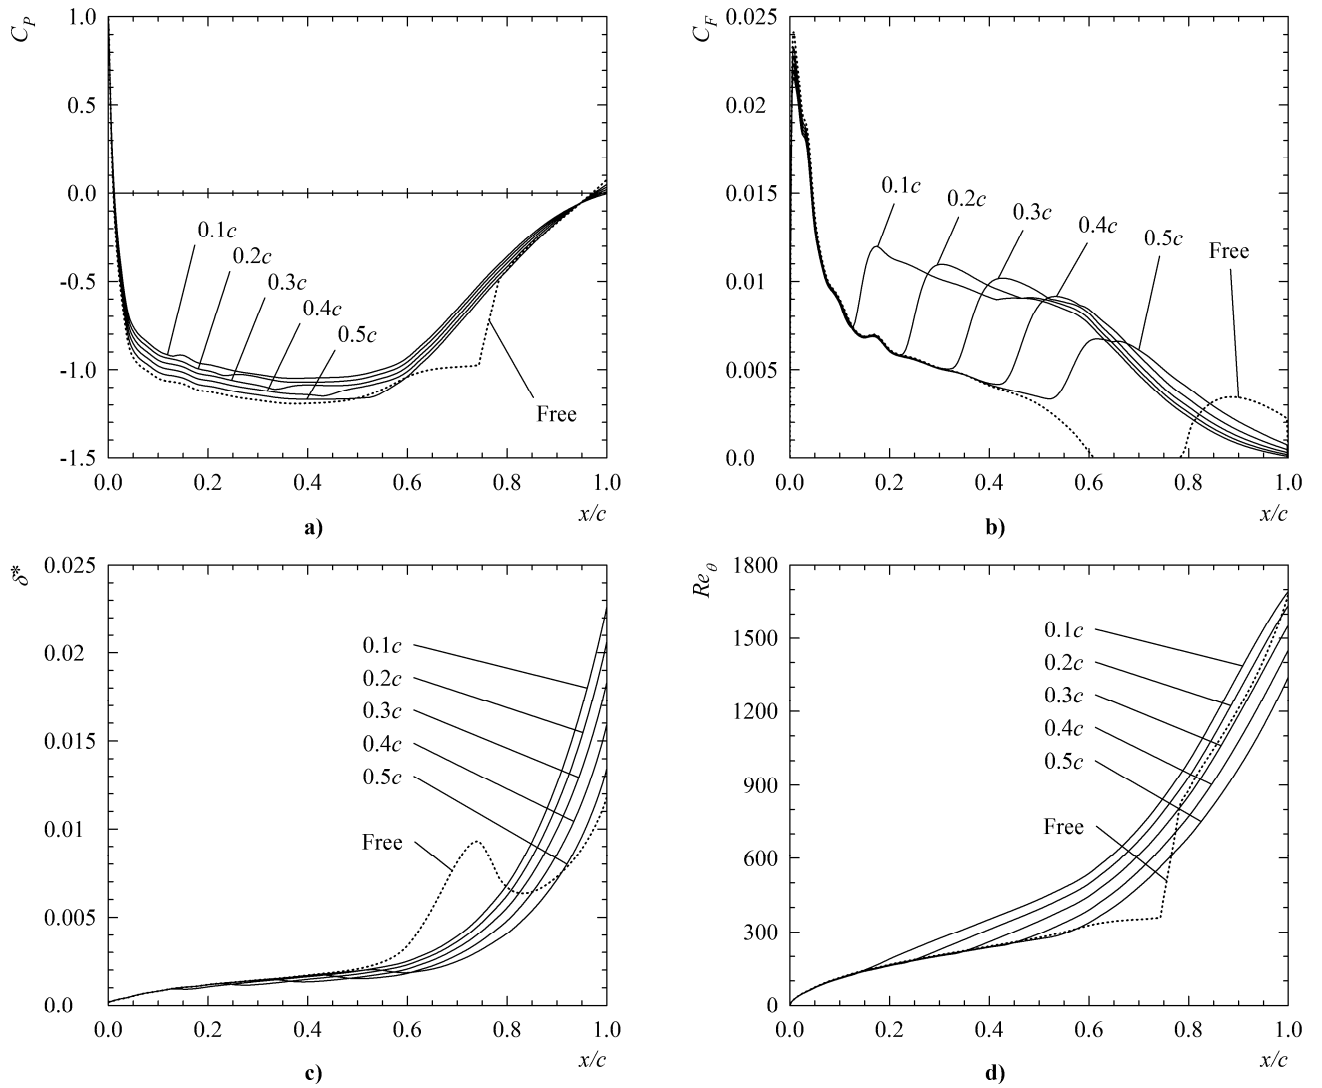 C_P
1.0
0.5
0.0
-0.5
-1.0
-1.5
0.1c
0.2c
0.3c
0.4c
0.5c
Free
0.0 0.2 0.4 0.6 0.8 1.0
x/c
a)
C_F
0.025
0.020
0.015
0.010
0.005
0.0
0.1c
0.2c
0.3c
0.4c
0.5c
Free
0.0 0.2 0.4 0.6 0.8 1.0
x/c
b)
δ*
0.025
0.02
0.015
0.01
0.005
0.0
0.1c
0.2c
0.3c
0.4c
0.5c
Free
0.0 0.2 0.4 0.6 0.8 1.0
x/c
c)
Re_θ
1800
1500
1200
900
600
300
0
0.1c
0.2c
0.3c
0.4c
0.5c
Free
0.0 0.2 0.4 0.6 0.8 1.0
x/c
d)